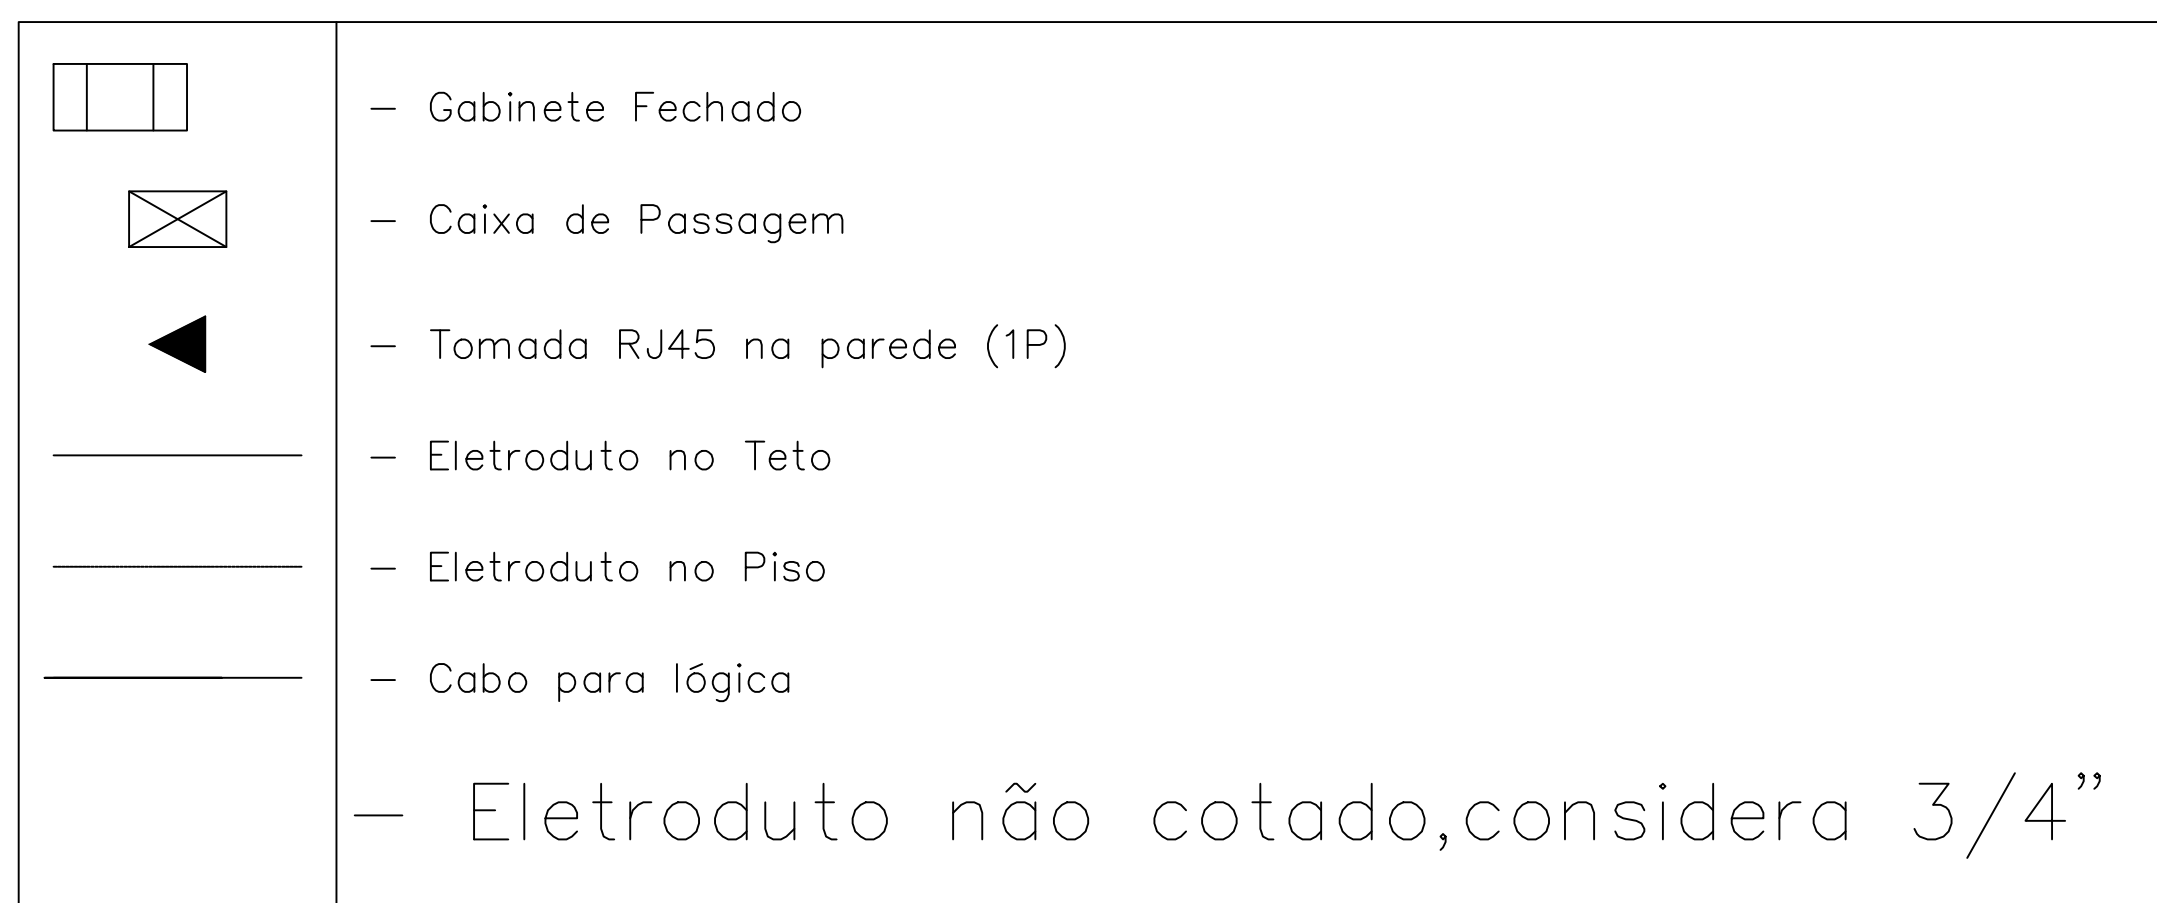 - Gabinete Fechado
- Caixa de Passagem
- Tomada RJ45 na parede (1P)
- Eletroduto no Teto
- Eletroduto no Piso
- Cabo para lógica
- Eletroduto não cotado,considera 3/4”